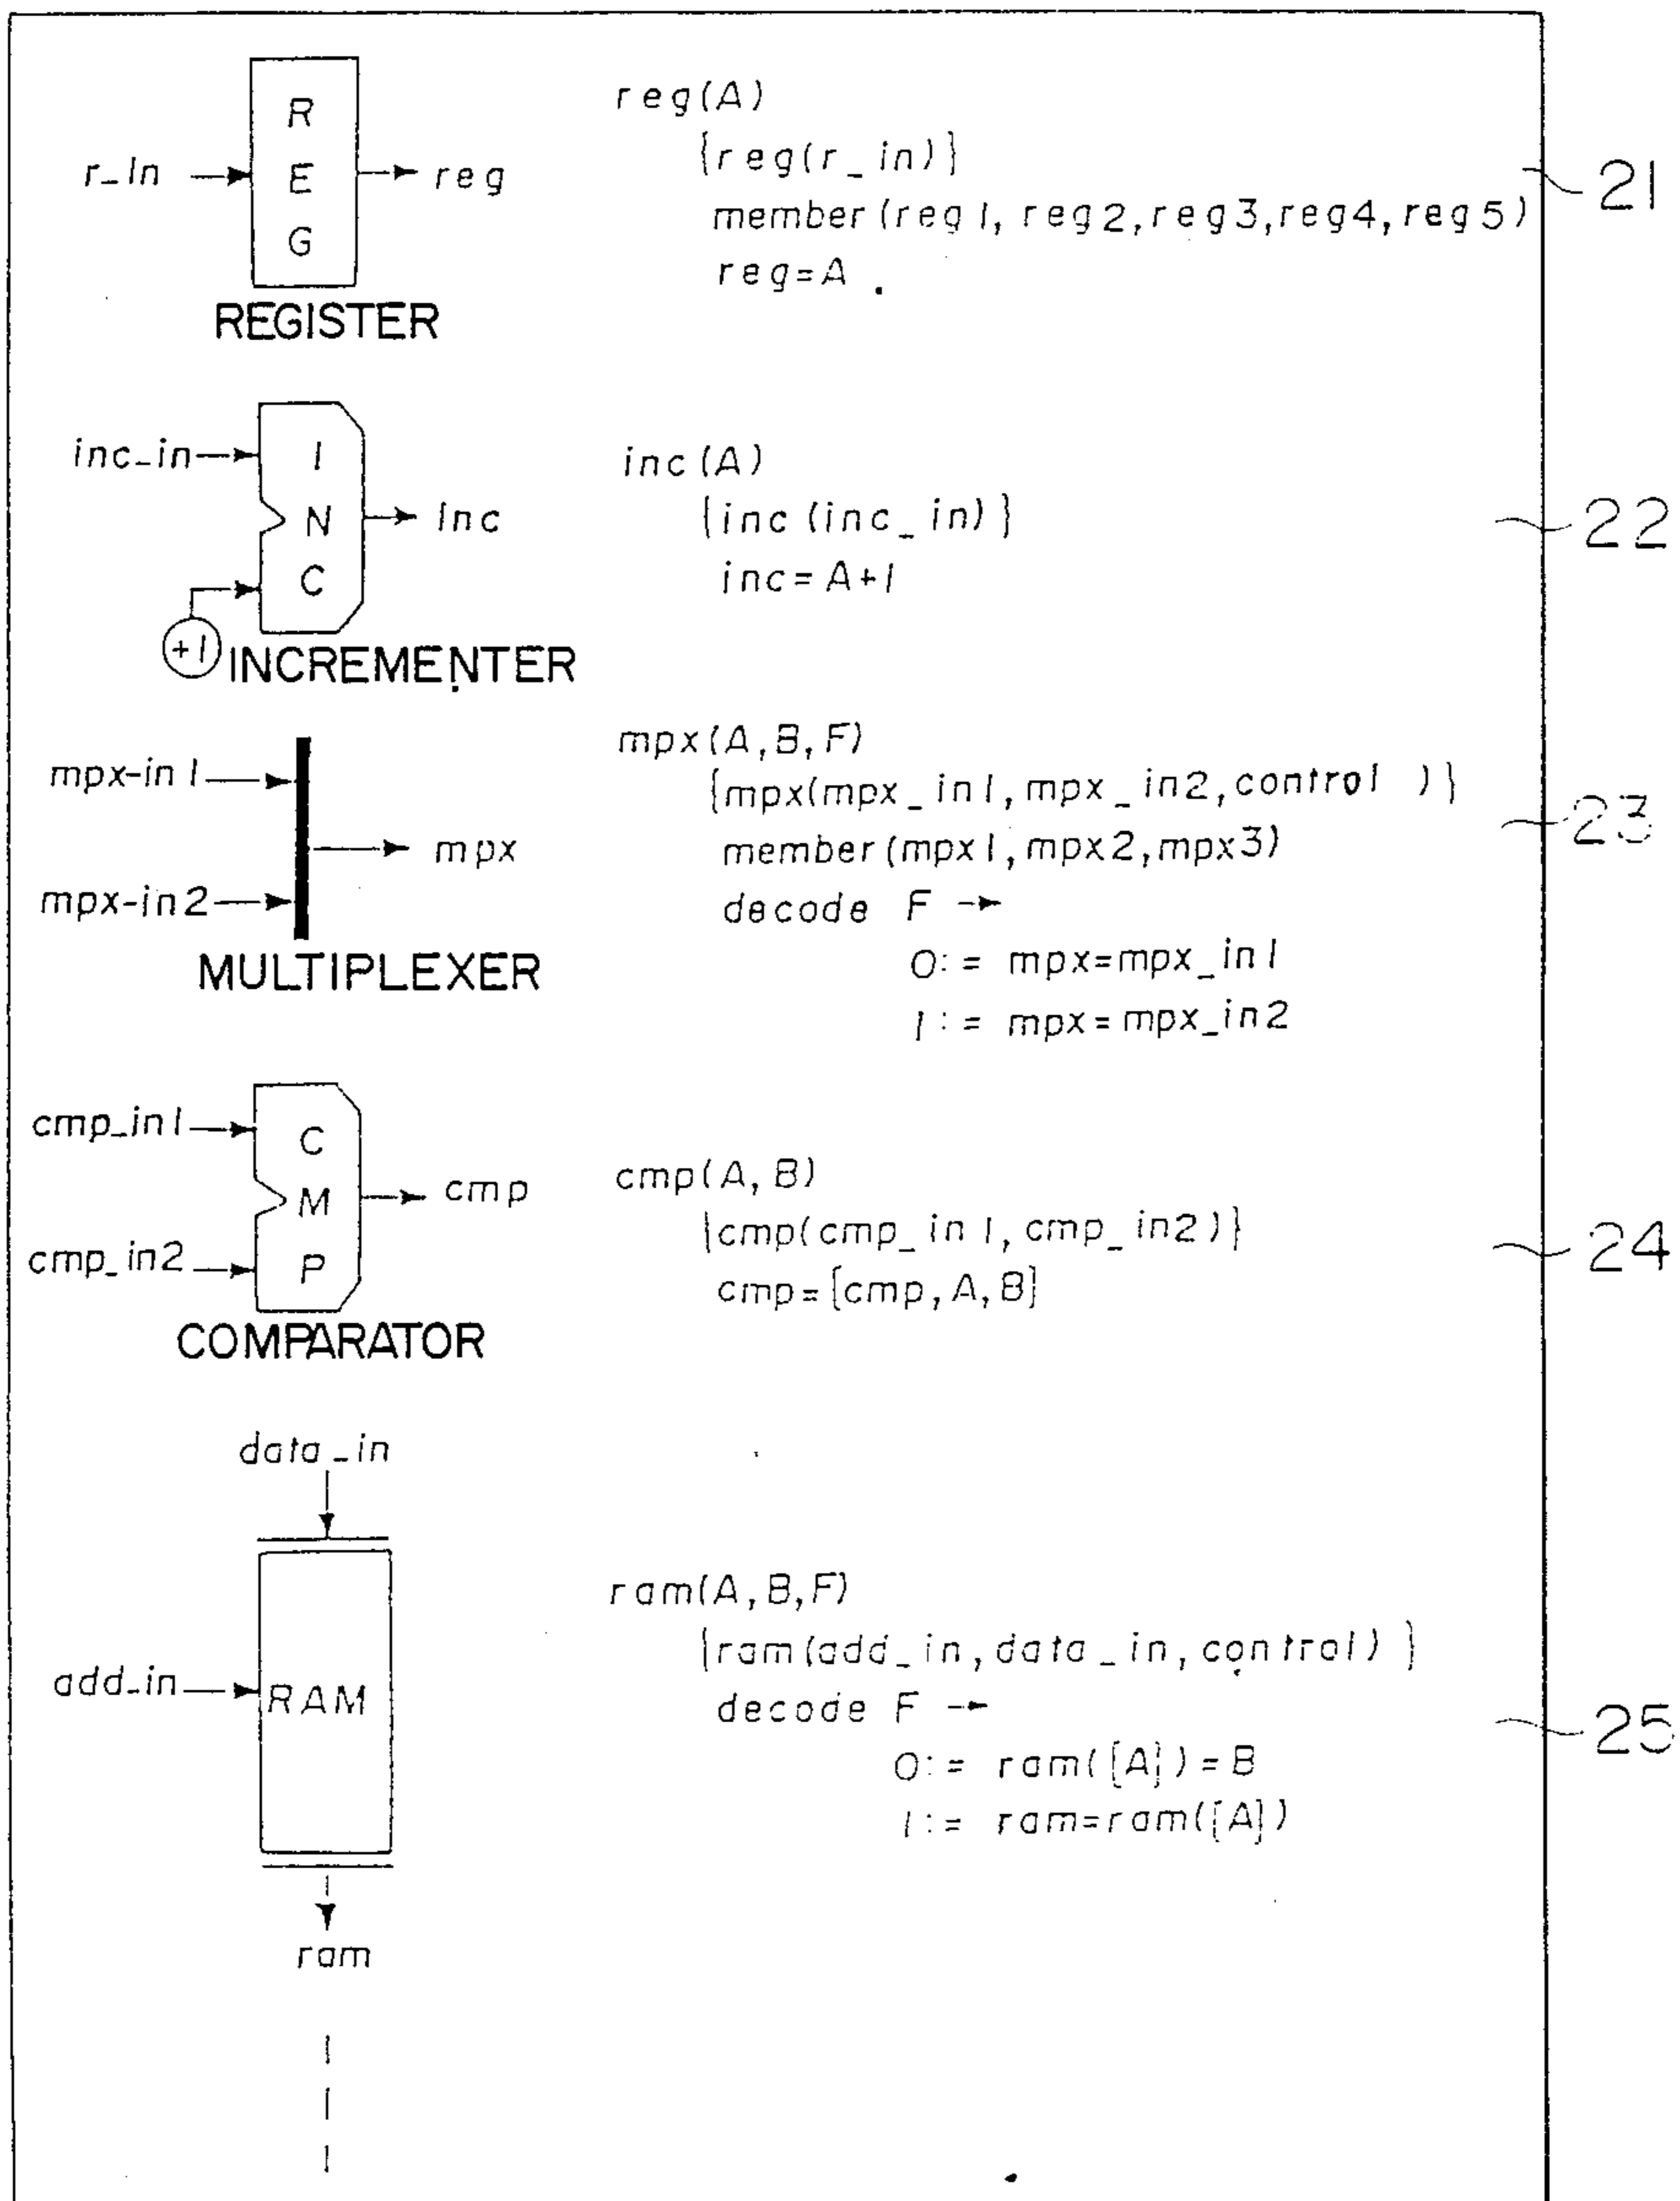 R
E
G
r_in
reg
REGISTER
reg(A)
{reg(r_in)}
member(reg1, reg2, reg3, reg4, reg5)
reg=A
21
inc_in
I
N
C
inc
+1
INCREMENTER
inc(A)
{inc(inc_in)}
inc=A+1
22
mpx-in1
mpx
mpx-in2
MULTIPLEXER
mpx(A,B,F)
{mpx(mpx_in1, mpx_in2, control )}
member(mpx1, mpx2, mpx3)
decode F →
0:= mpx=mpx_in1
1:= mpx=mpx_in2
23
cmp_in1
C
M
P
cmp
cmp_in2
COMPARATOR
cmp(A, B)
{cmp(cmp_in1, cmp_in2)}
cmp=[cmp, A, B]
24
data_in
add_in
RAM
ram
ram(A,B,F)
{ram(add_in, data_in, control)}
decode F →
0:= ram([A])=B
1:= ram=ram([A])
25